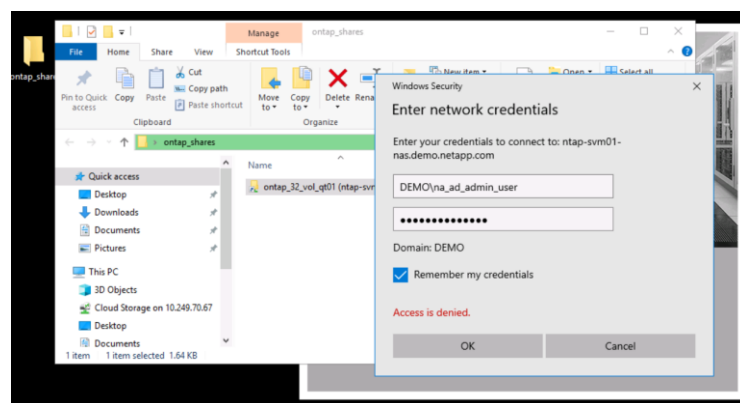 Manage
ontap_shares
File
Home
Share
View
Shortcut Tools
ontap_shar
Pin to Quick access
Copy
Paste
Cut
Copy path
Paste shortcut
Move to
Copy to
Delete
Rena
New item
Open
Select all
Clipboard
Organize
ontap_shares
Quick access
Desktop
Downloads
Documents
Pictures
This PC
3D Objects
Cloud Storage on 10.249.70.67
Desktop
Documents
1 item 1 item selected 1.64 KB
Name
ontap_32_vol_qt01 (ntap-svr
Windows Security
Enter network credentials
Enter your credentials to connect to: ntap-svm01-
nas.demo.netapp.com
DEMO\na_ad_admin_user
Domain: DEMO
Remember my credentials
Access is denied.
OK
Cancel